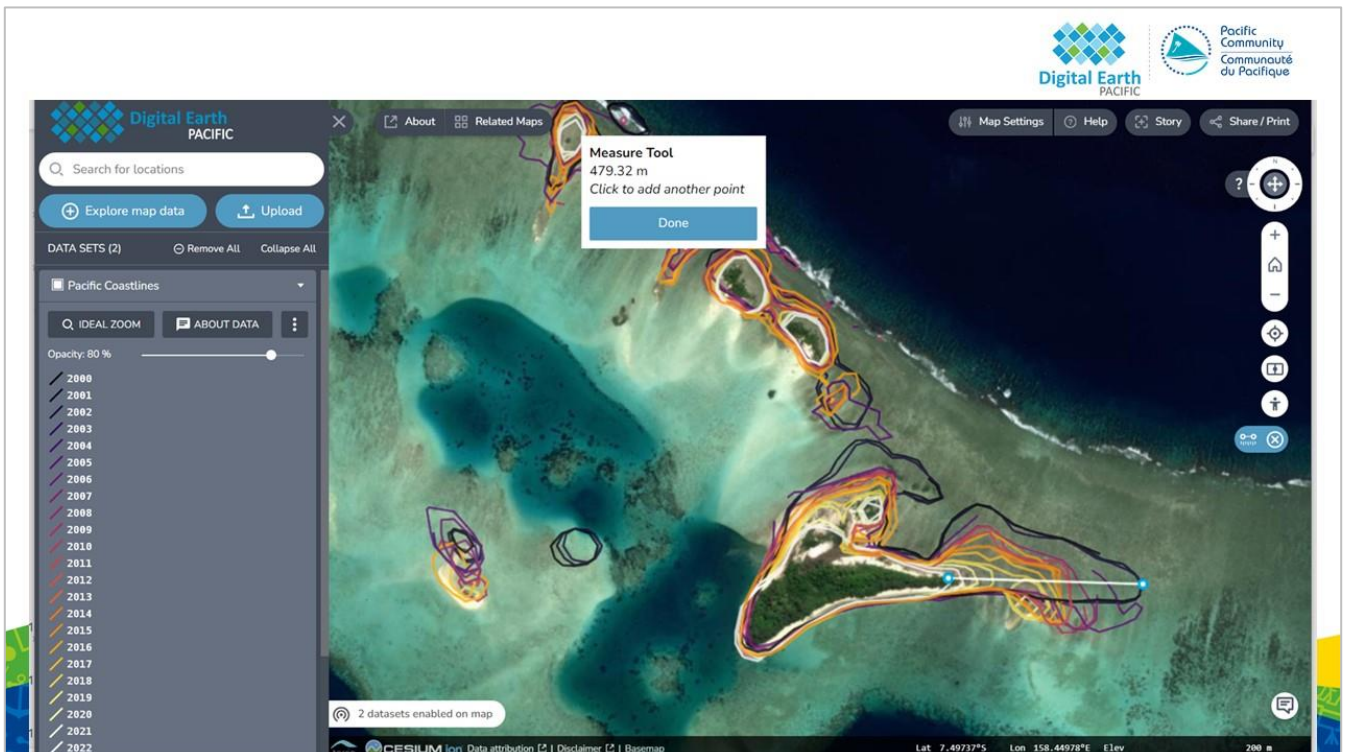 Digital Earth
PACIFIC
Pacific
Community
Communauté
du Pacifique
Digital Earth
PACIFIC
About
Related Maps
Map Settings
Help
Story
Share / Print
Search for locations
Measure Tool
479.32 m
Click to add another point
Done
Explore map data
Upload
DATA SETS (2)
Remove All
Collapse All
Pacific Coastlines
IDEAL ZOOM
ABOUT DATA
Opacity: 80 %
2000
2001
2002
2003
2004
2005
2006
2007
2008
2009
2010
2011
2012
2013
2014
2015
2016
2017
2018
2019
2020
2021
2022
N
?
2 datasets enabled on map
CESIUM ion Data attribution | Disclaimer | Basemap
Lat 7.49737°S Lon 158.44978°E Elev
200 m